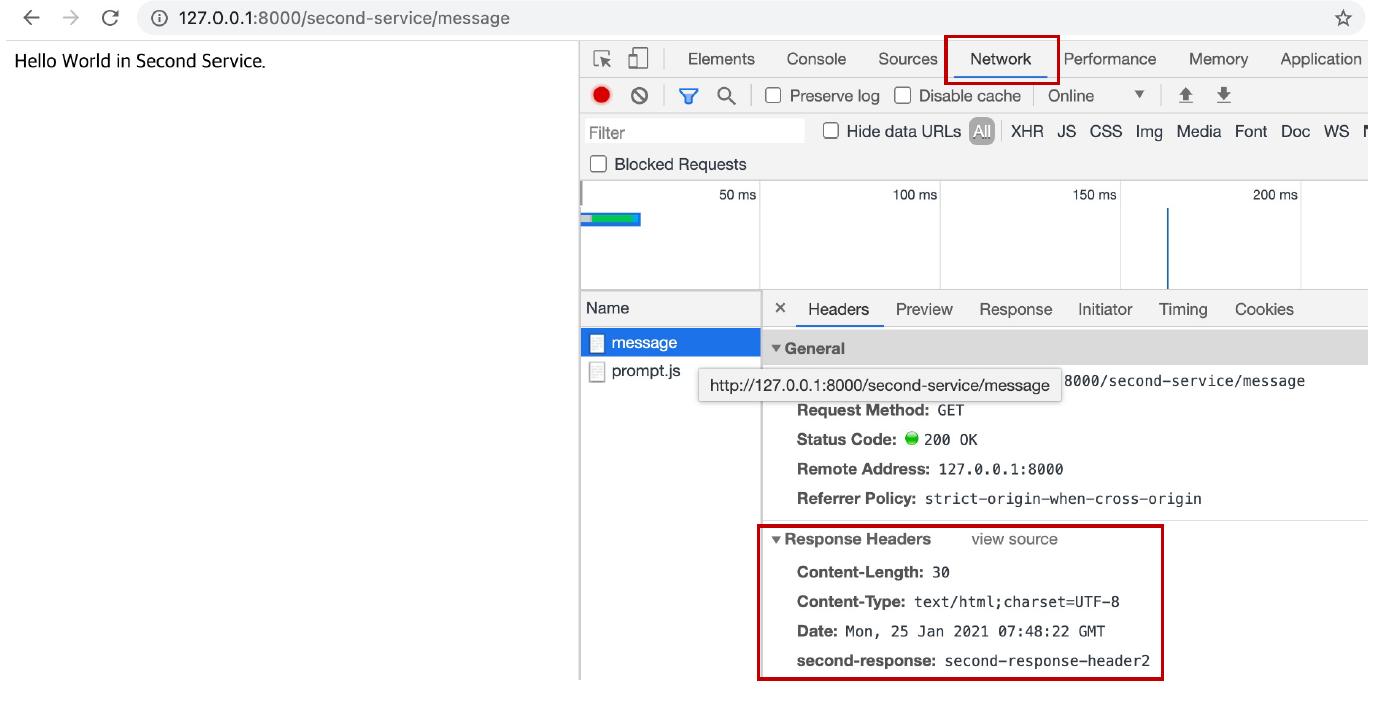 127.0.0.1:8000/second-service/message
Hello World in Second Service.
Elements Console Sources Network Performance Memory Application
Preserve log Disable cache Online
Filter Hide data URLs All XHR JS CSS Img Media Font Doc WS
Blocked Requests
50 ms 100 ms 150 ms 200 ms
Name
Headers Preview Response Initiator Timing Cookies
message
prompt.js
General
http://127.0.0.1:8000/second-service/message
8000/second-service/message
Request Method: GET
Status Code: 200 OK
Remote Address: 127.0.0.1:8000
Referrer Policy: strict-origin-when-cross-origin
Response Headers view source
Content-Length: 30
Content-Type: text/html;charset=UTF-8
Date: Mon, 25 Jan 2021 07:48:22 GMT
second-response: second-response-header2